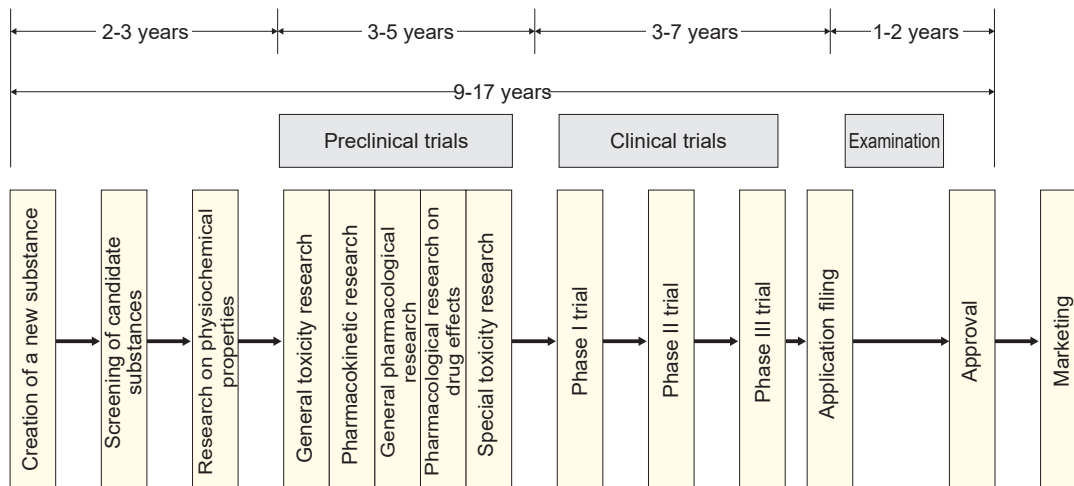 2-3 years
3-5 years
3-7 years
1-2 years
9-17 years
Preclinical trials
Clinical trials
Examination
Creation of a new substance
Screening of candidate
substances
Research on physiochemical
properties
General toxicity research
Pharmacokinetic research
General pharmacological
research
Pharmacological research on
drug effects
Special toxicity research
Phase I trial
Phase II trial
Phase III trial
Application filing
Approval
Marketing